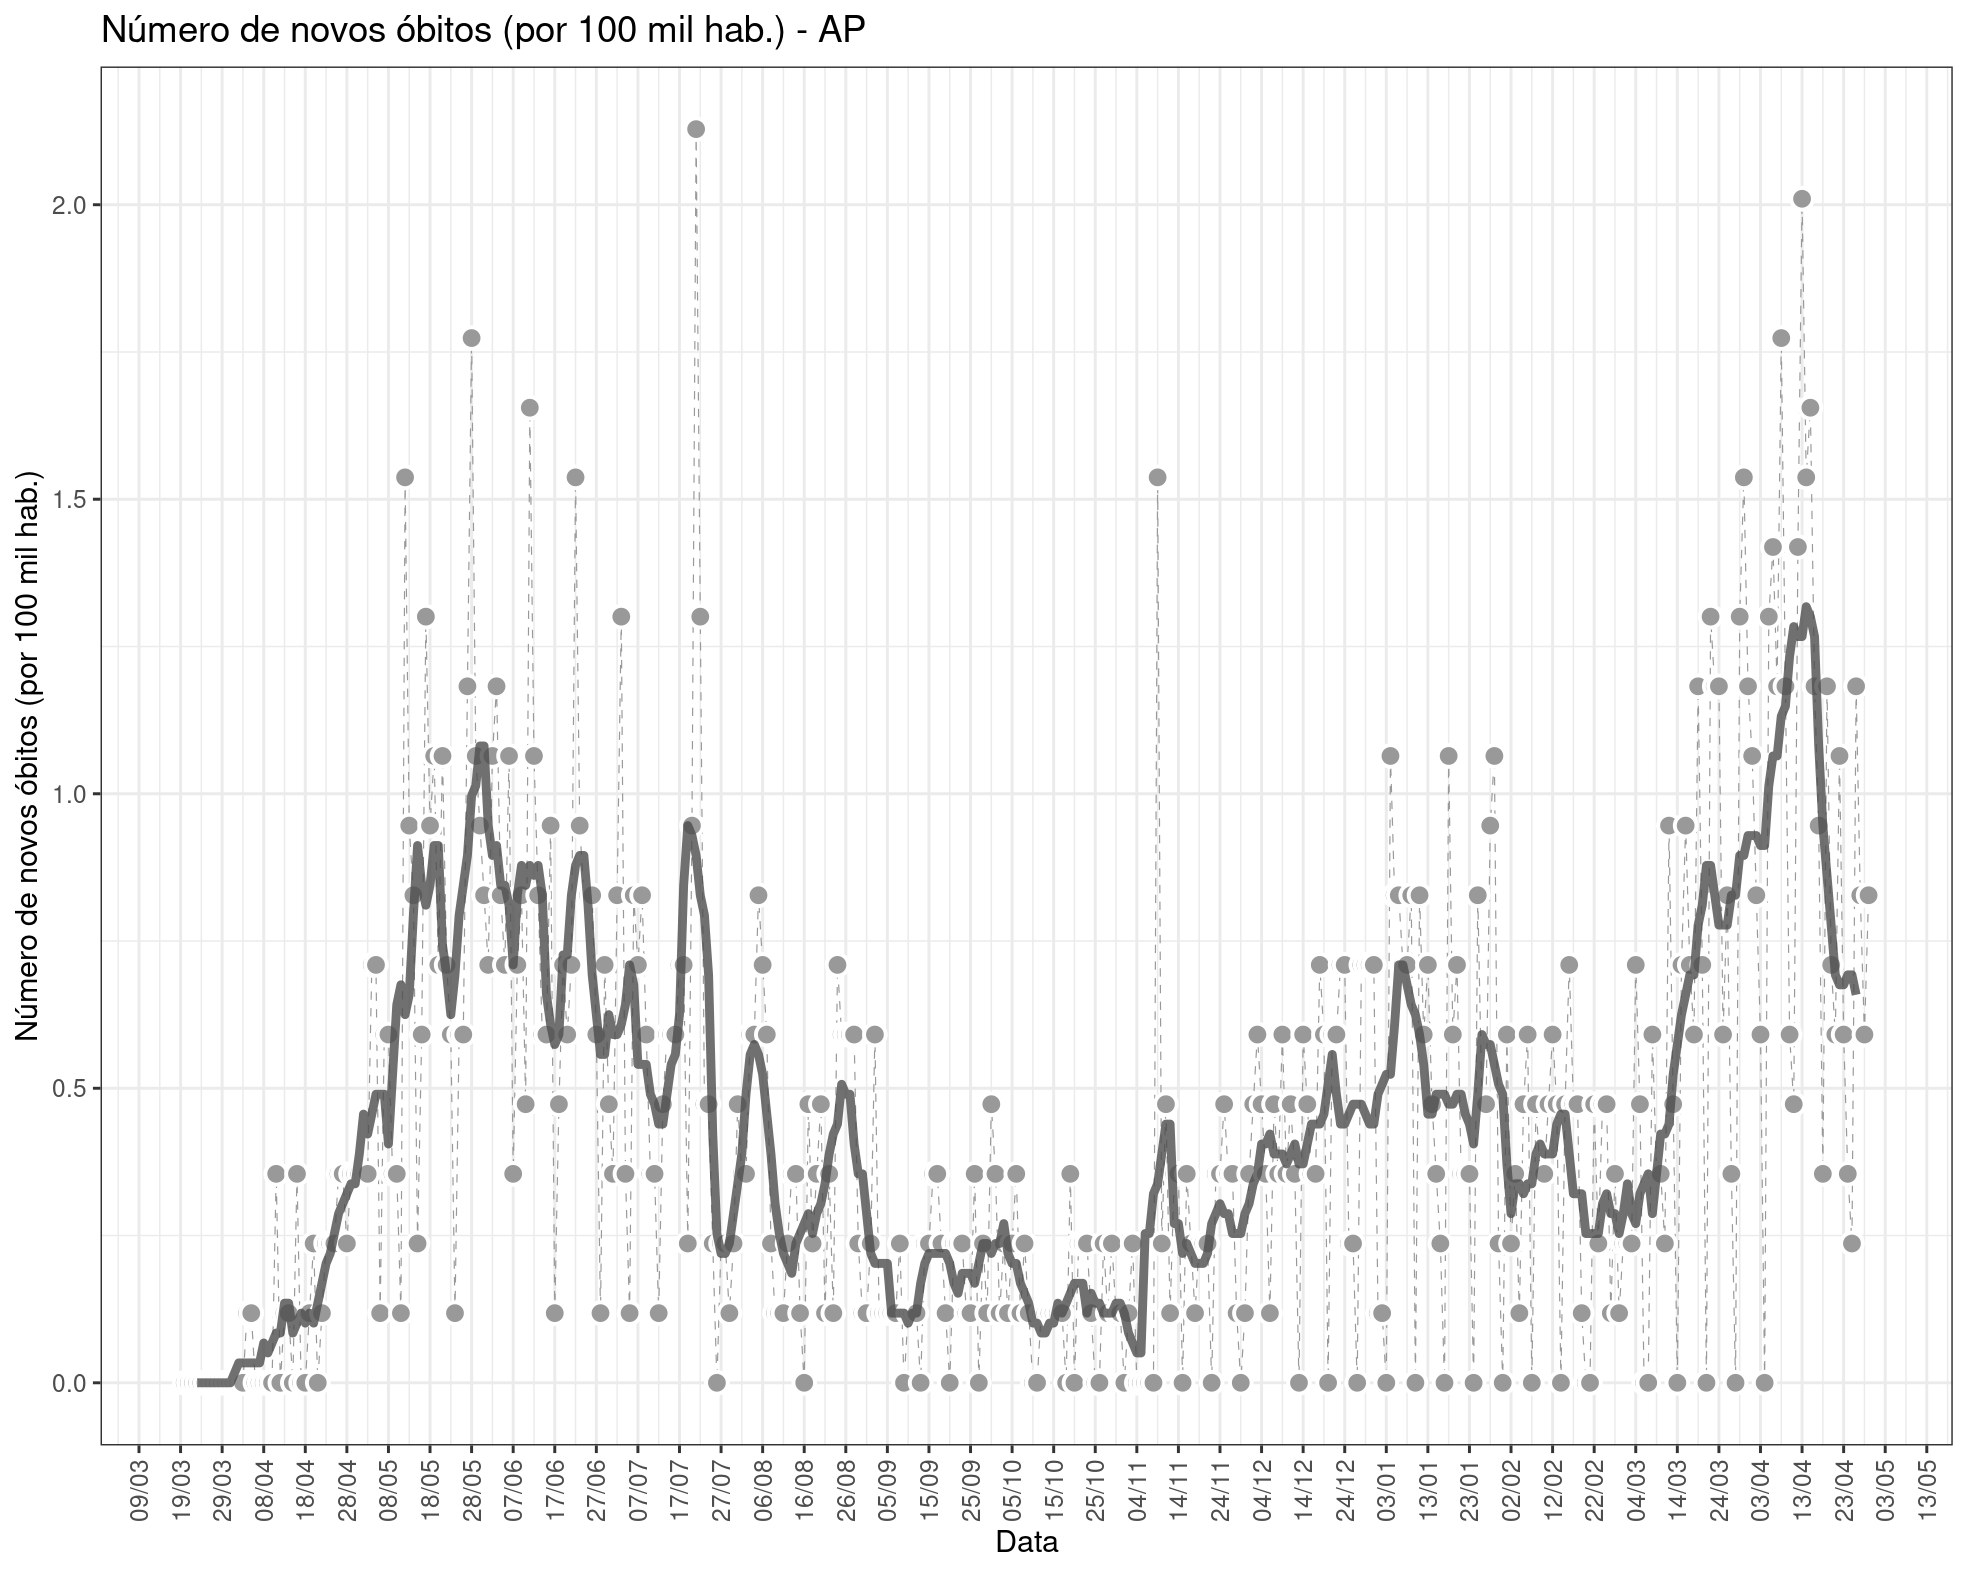 Número de novos óbitos (por 100 mil hab.) - AP
Número de novos óbitos (por 100 mil hab.)
2.0
1.5
1.0
0.5
0.0
09/03 19/03 29/03 08/04 18/04 28/04 08/05 18/05 28/05 07/06 17/06 27/06 07/07 17/07 27/07 06/08 16/08 26/08 05/09 15/09 25/09 05/10 15/10 25/10 04/11 14/11 24/11 04/12 14/12 24/12 03/01 13/01 23/01 02/02 12/02 22/02 04/03 14/03 24/03 03/04 13/04 23/04 03/05 13/05
Data